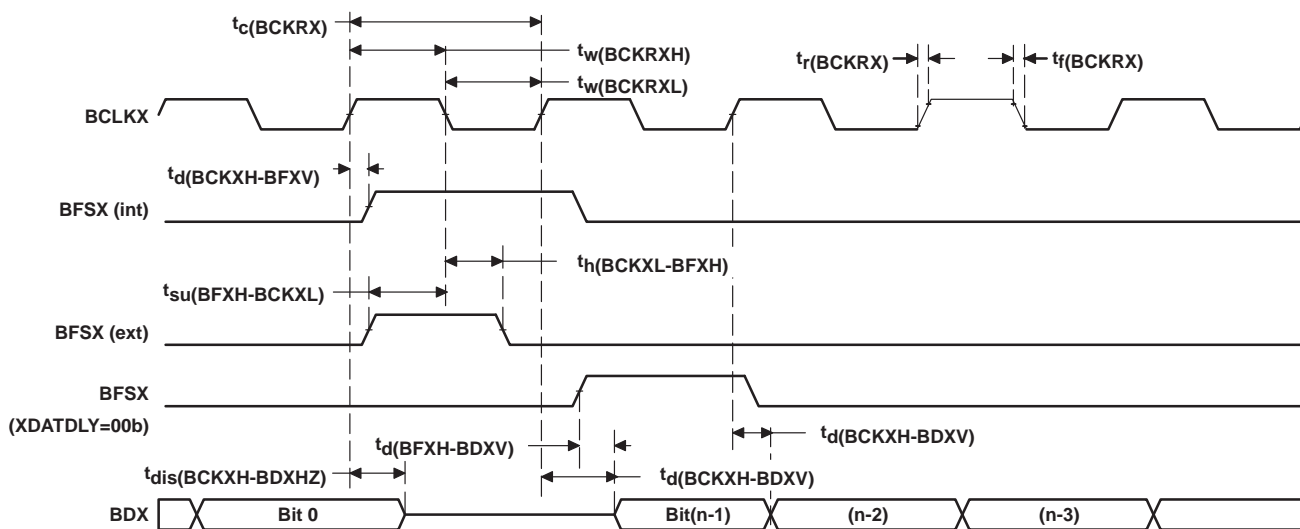 tc(BCKRX)
tw(BCKRXH)
tr(BCKRX)
tf(BCKRX)
tw(BCKRXL)
BCLKX
td(BCKXH-BFXV)
BFSX (int)
th(BCKXL-BFXH)
tsu(BFXH-BCKXL)
BFSX (ext)
BFSX
(XDATDLY=00b)
td(BFXH-BDXV)
td(BCKXH-BDXV)
tdis(BCKXH-BDXHZ)
td(BCKXH-BDXV)
BDX
Bit 0
Bit(n-1)
(n-2)
(n-3)